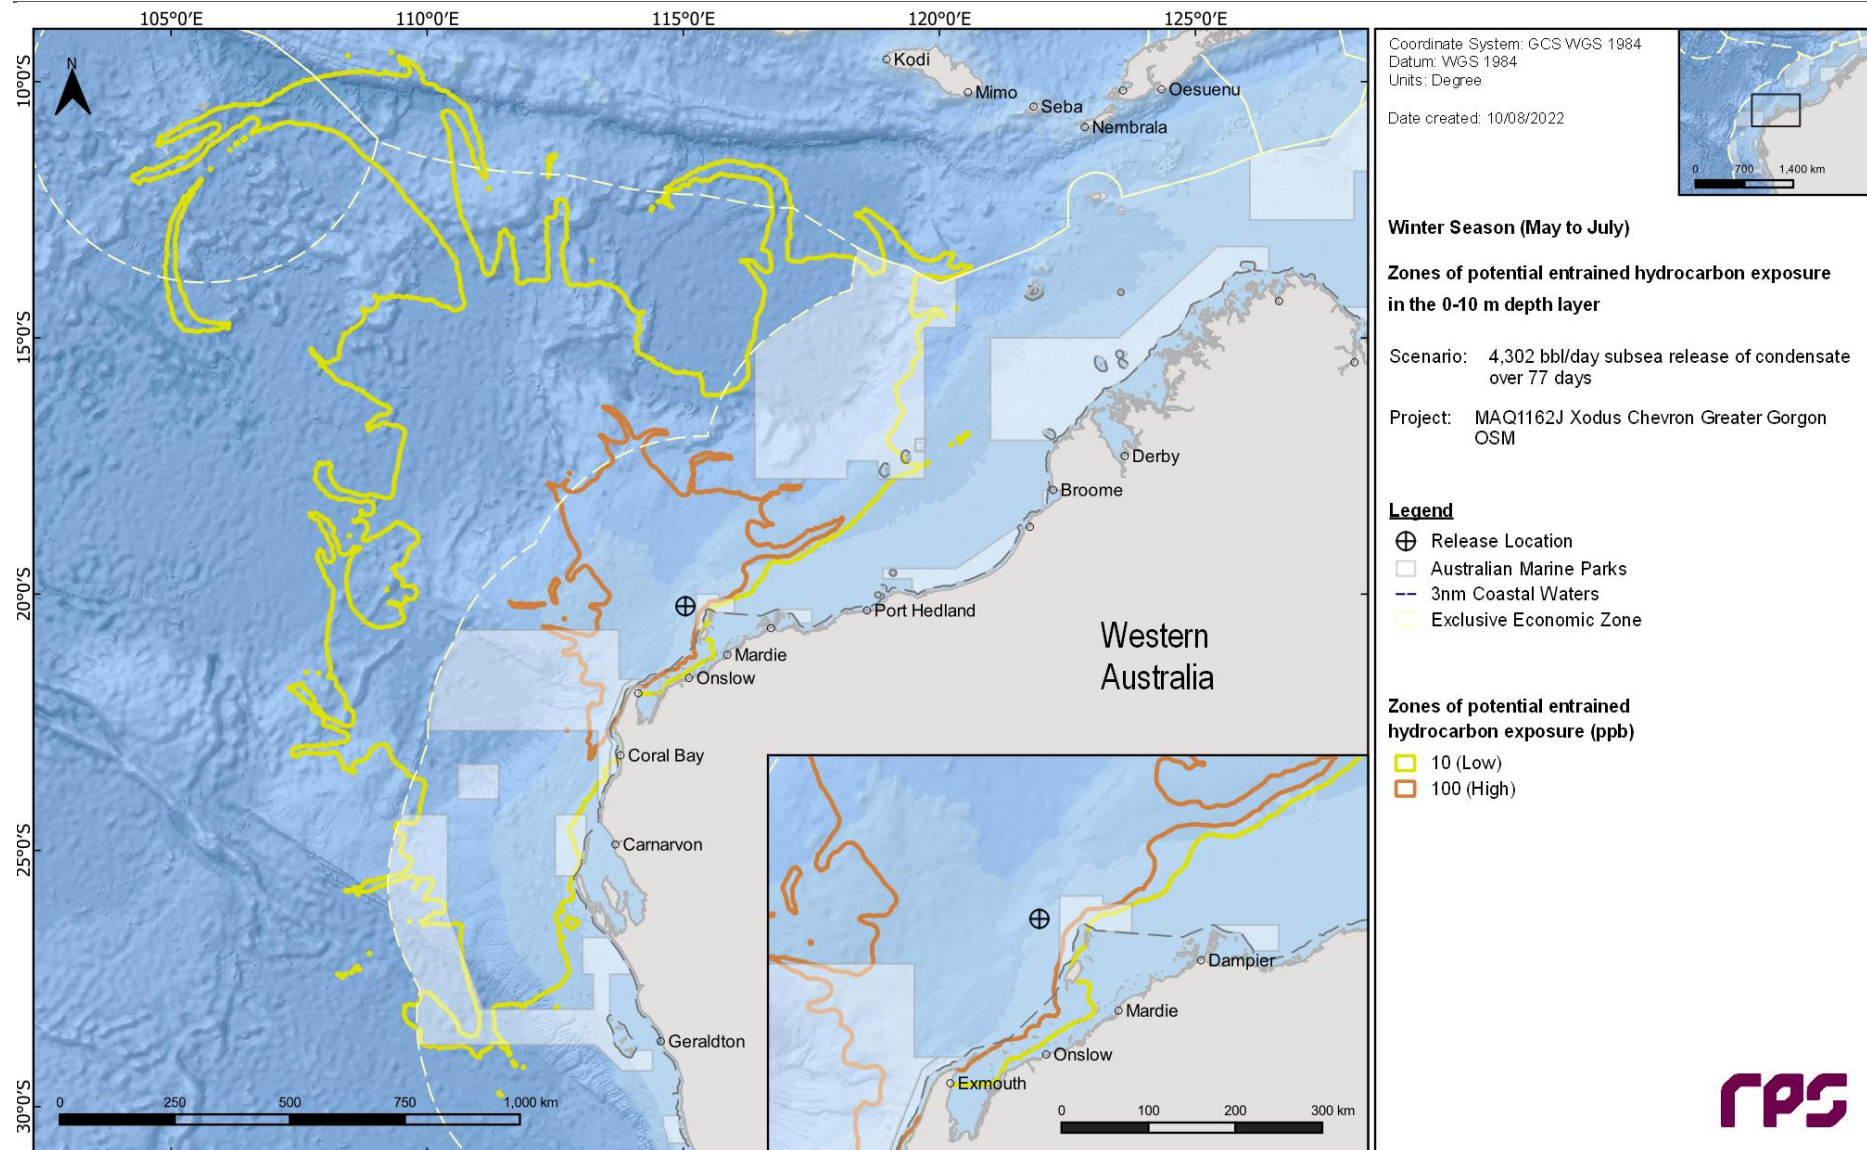 105°0'E
110°0'E
115°0'E
120°0'E
125°0'E
10°0'S
15°0'S
20°0'S
25°0'S
30°0'S
N
Kodi
Mimo
Seba
Oesuenu
Nembrala
Derby
Broome
Port Hedland
Mardie
Onslow
Coral Bay
Carnarvon
Geraldton
Western
Australia
0 250 500 750 1,000 km
Dampier
Mardie
Onslow
Exmouth
0 100 200 300 km
Coordinate System: GCS WGS 1984
Datum: WGS 1984
Units: Degree
Date created: 10/08/2022
0 700 1,400 km
Winter Season (May to July)
Zones of potential entrained hydrocarbon exposure
in the 0-10 m depth layer
Scenario: 4,302 bbl/day subsea release of condensate
over 77 days
Project: MAQ1162J Xodus Chevron Greater Gorgon
OSM
Legend
Release Location
Australian Marine Parks
3nm Coastal Waters
Exclusive Economic Zone
Zones of potential entrained
hydrocarbon exposure (ppb)
10 (Low)
100 (High)
rps